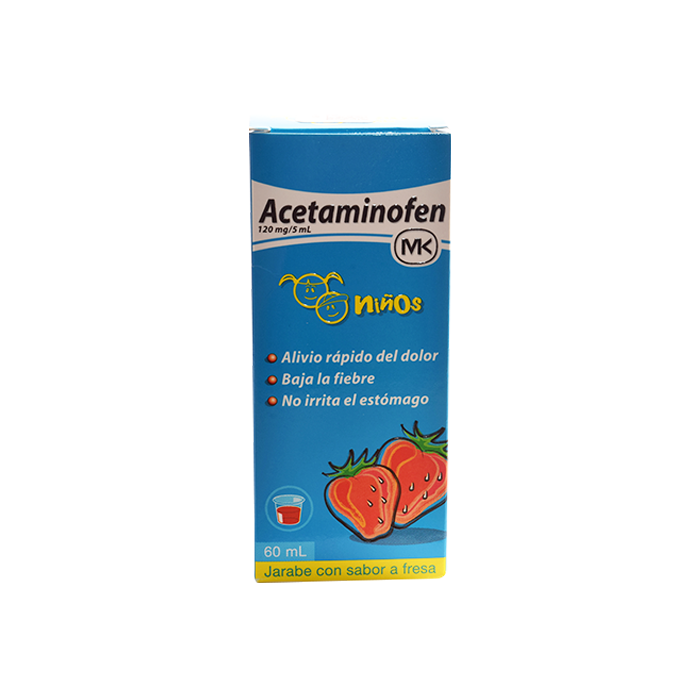 Acetaminofen
120 mg/5 mL
MK
niños
Alivio rápido del dolor
Baja la fiebre
No irrita el estómago
60 mL
Jarabe con sabor a fresa